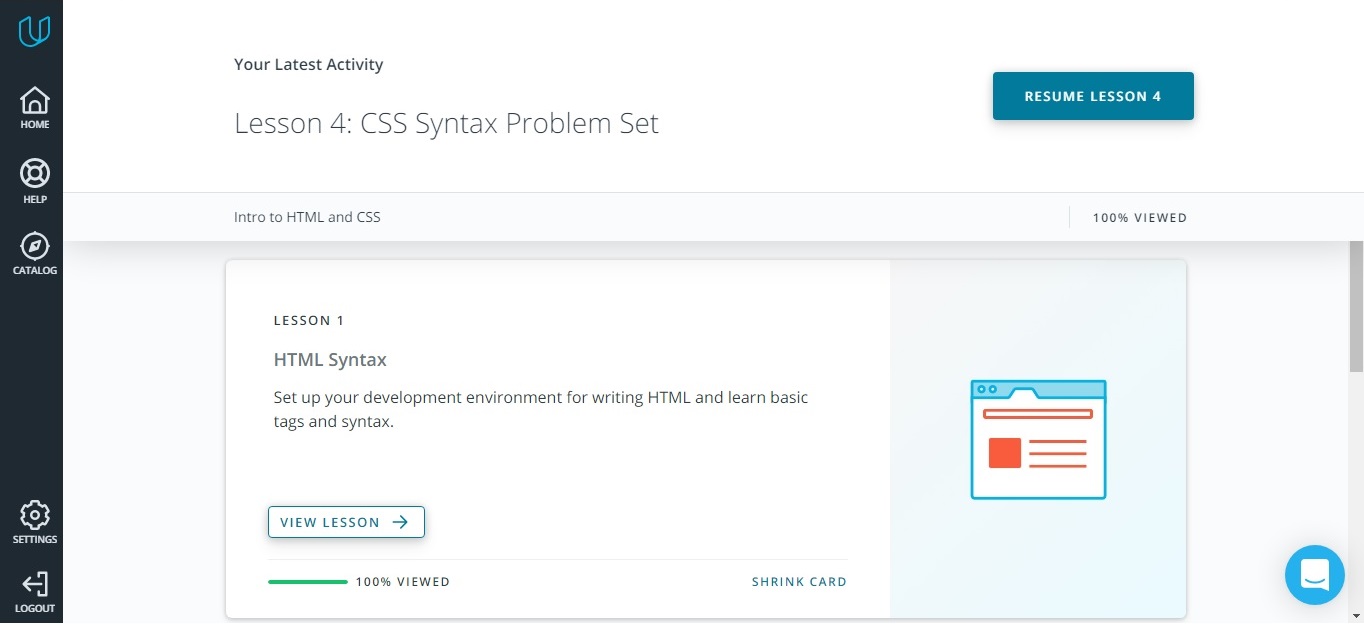 HOME
HELP
CATALOG
SETTINGS
LOGOUT
Your Latest Activity
Lesson 4: CSS Syntax Problem Set
RESUME LESSON 4
Intro to HTML and CSS
100% VIEWED
LESSON 1
HTML Syntax
Set up your development environment for writing HTML and learn basic
tags and syntax.
VIEW LESSON
100% VIEWED
SHRINK CARD